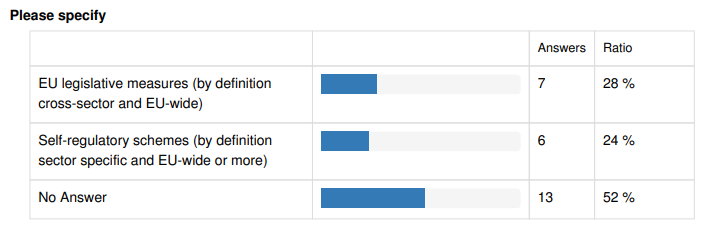 Please specify
Answers Ratio
EU legislative measures (by definition
cross-sector and EU-wide)
7 28 %
Self-regulatory schemes (by definition
sector specific and EU-wide or more)
6 24 %
No Answer 13 52 %